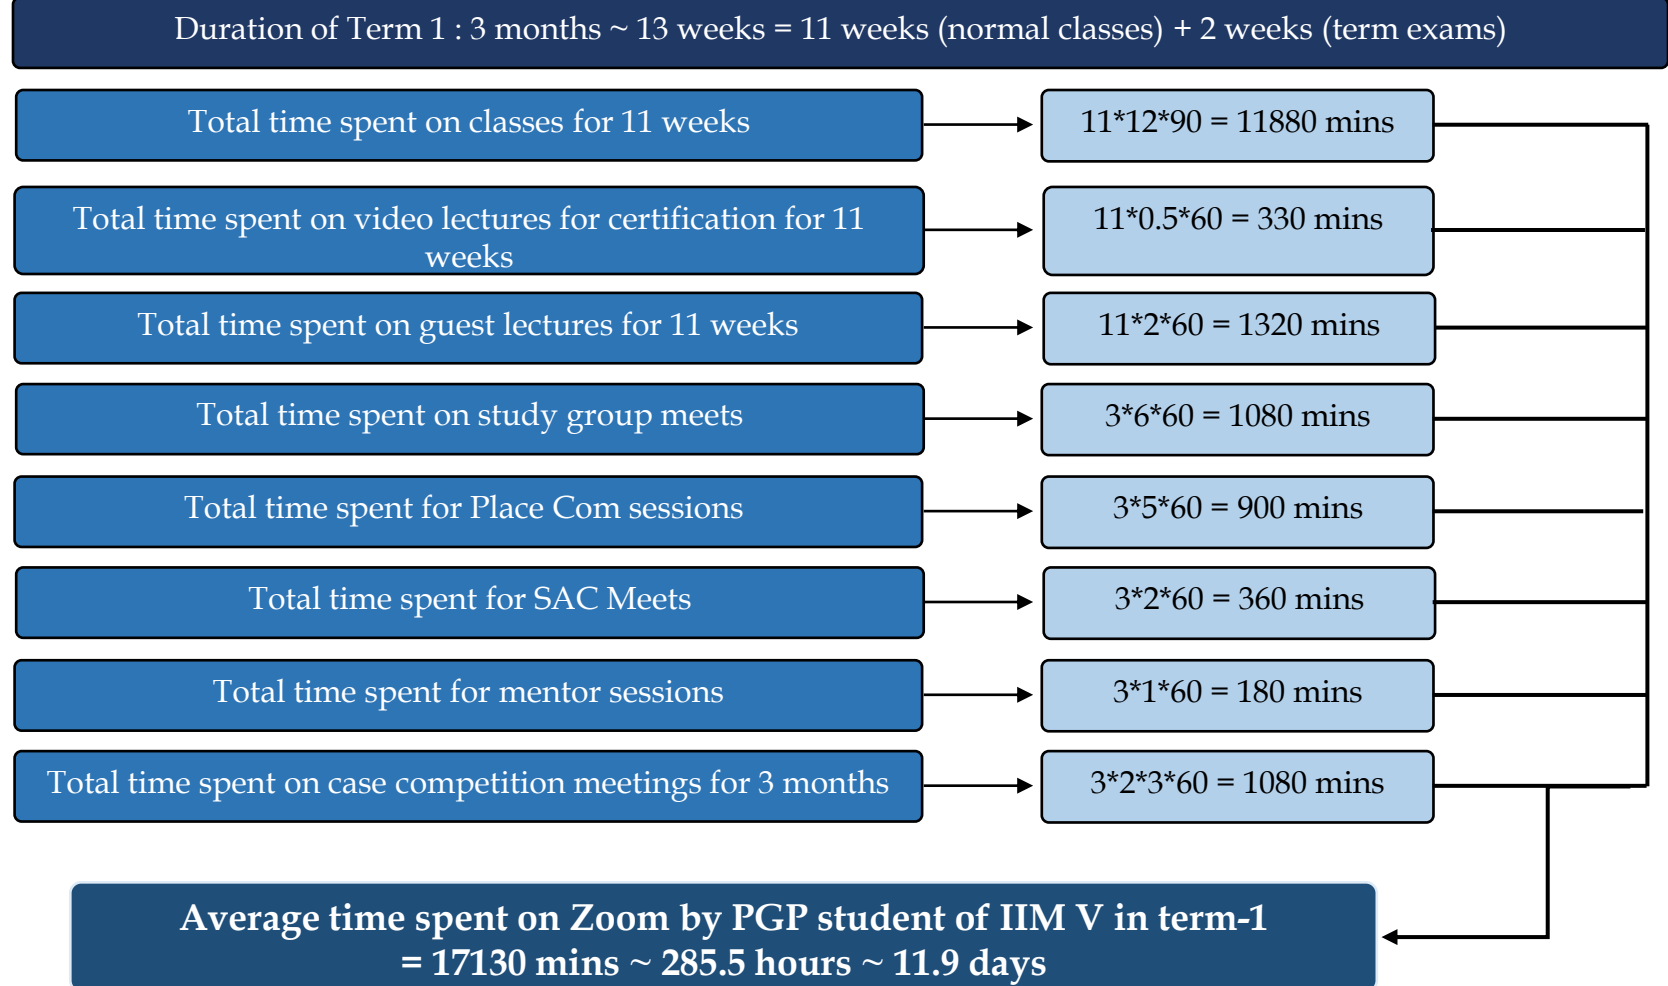 Duration of Term 1 : 3 months ~ 13 weeks = 11 weeks (normal classes) + 2 weeks (term exams)
Total time spent on classes for 11 weeks
11*12*90 = 11880 mins
Total time spent on video lectures for certification for 11
weeks
11*0.5*60 = 330 mins
Total time spent on guest lectures for 11 weeks
11*2*60 = 1320 mins
Total time spent on study group meets
3*6*60 = 1080 mins
Total time spent for Place Com sessions
3*5*60 = 900 mins
Total time spent for SAC Meets
3*2*60 = 360 mins
Total time spent for mentor sessions
3*1*60 = 180 mins
Total time spent on case competition meetings for 3 months
3*2*3*60 = 1080 mins
Average time spent on Zoom by PGP student of IIM V in term-1
= 17130 mins ~ 285.5 hours ~ 11.9 days